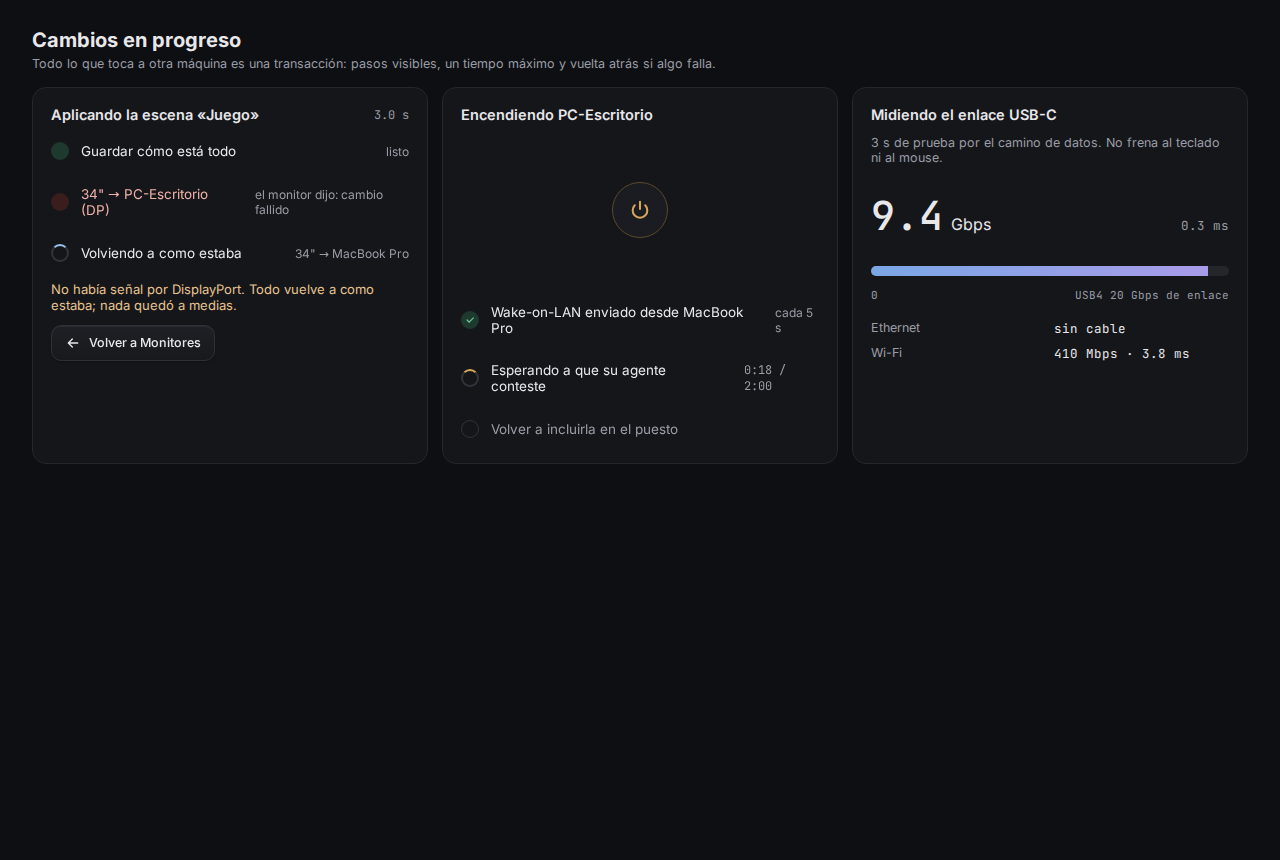 Cambios en progreso
Todo lo que toca a otra máquina es una transacción: pasos visibles, un tiempo máximo y vuelta atrás si algo falla.
Aplicando la escena «Juego»
3.0 s
Guardar cómo está todo
listo
34" → PC-Escritorio
(DP)
el monitor dijo: cambio
fallido
Volviendo a como estaba
34" → MacBook Pro
No había señal por DisplayPort. Todo vuelve a como
estaba; nada quedó a medias.
← Volver a Monitores
Encendiendo PC-Escritorio
Wake-on-LAN enviado desde MacBook
Pro
cada 5
s
Esperando a que su agente
conteste
0:18 /
2:00
Volver a incluirla en el puesto
Midiendo el enlace USB-C
3 s de prueba por el camino de datos. No frena al teclado
ni al mouse.
9.4 Gbps
0.3 ms
0
USB4 20 Gbps de enlace
Ethernet
sin cable
Wi-Fi
410 Mbps · 3.8 ms